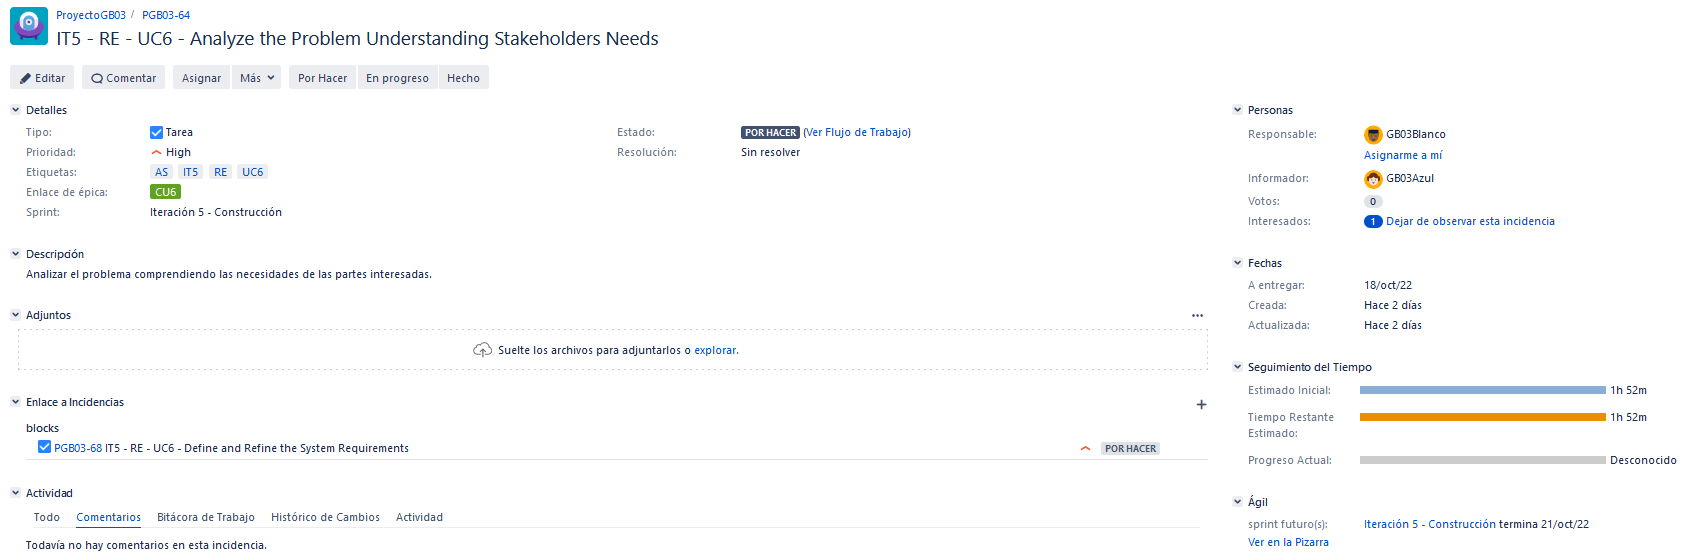 ProyectoGB03 / PGB03-64
IT5 - RE - UC6 - Analyze the Problem Understanding Stakeholders Needs
Editar Comentar Asignar Más Por Hacer En progreso Hecho
Detalles
Tipo: Tarea
Prioridad: High
Etiquetas: AS IT5 RE UC6
Enlace de épica: CU6
Sprint: Iteración 5 - Construcción
Estado: POR HACER (Ver Flujo de Trabajo)
Resolución: Sin resolver
Descripción
Analizar el problema comprendiendo las necesidades de las partes interesadas.
Adjuntos
Suelte los archivos para adjuntarlos o explorar.
Enlace a Incidencias
blocks
PGB03-68 IT5 - RE - UC6 - Define and Refine the System Requirements POR HACER
Actividad
Todo Comentarios Bitácora de Trabajo Histórico de Cambios Actividad
Todavía no hay comentarios en esta incidencia.
Personas
Responsable: GB03Blanco
Asignarme a mí
Informador: GB03Azul
Votos: 0
Interesados: 1 Dejar de observar esta incidencia
Fechas
A entregar: 18/oct/22
Creada: Hace 2 días
Actualizada: Hace 2 días
Seguimiento del Tiempo
Estimado Inicial: 1h 52m
Tiempo Restante 1h 52m
Estimado:
Progreso Actual: Desconocido
Ágil
sprint futuro(s): Iteración 5 - Construcción termina 21/oct/22
Ver en la Pizarra